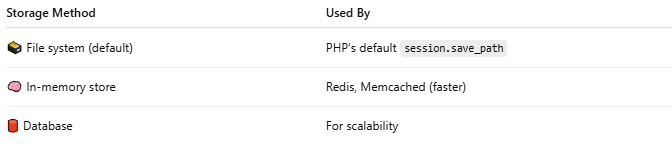 Storage Method Used By
File system (default) PHP's default session.save_path
In-memory store Redis, Memcached (faster)
Database For scalability